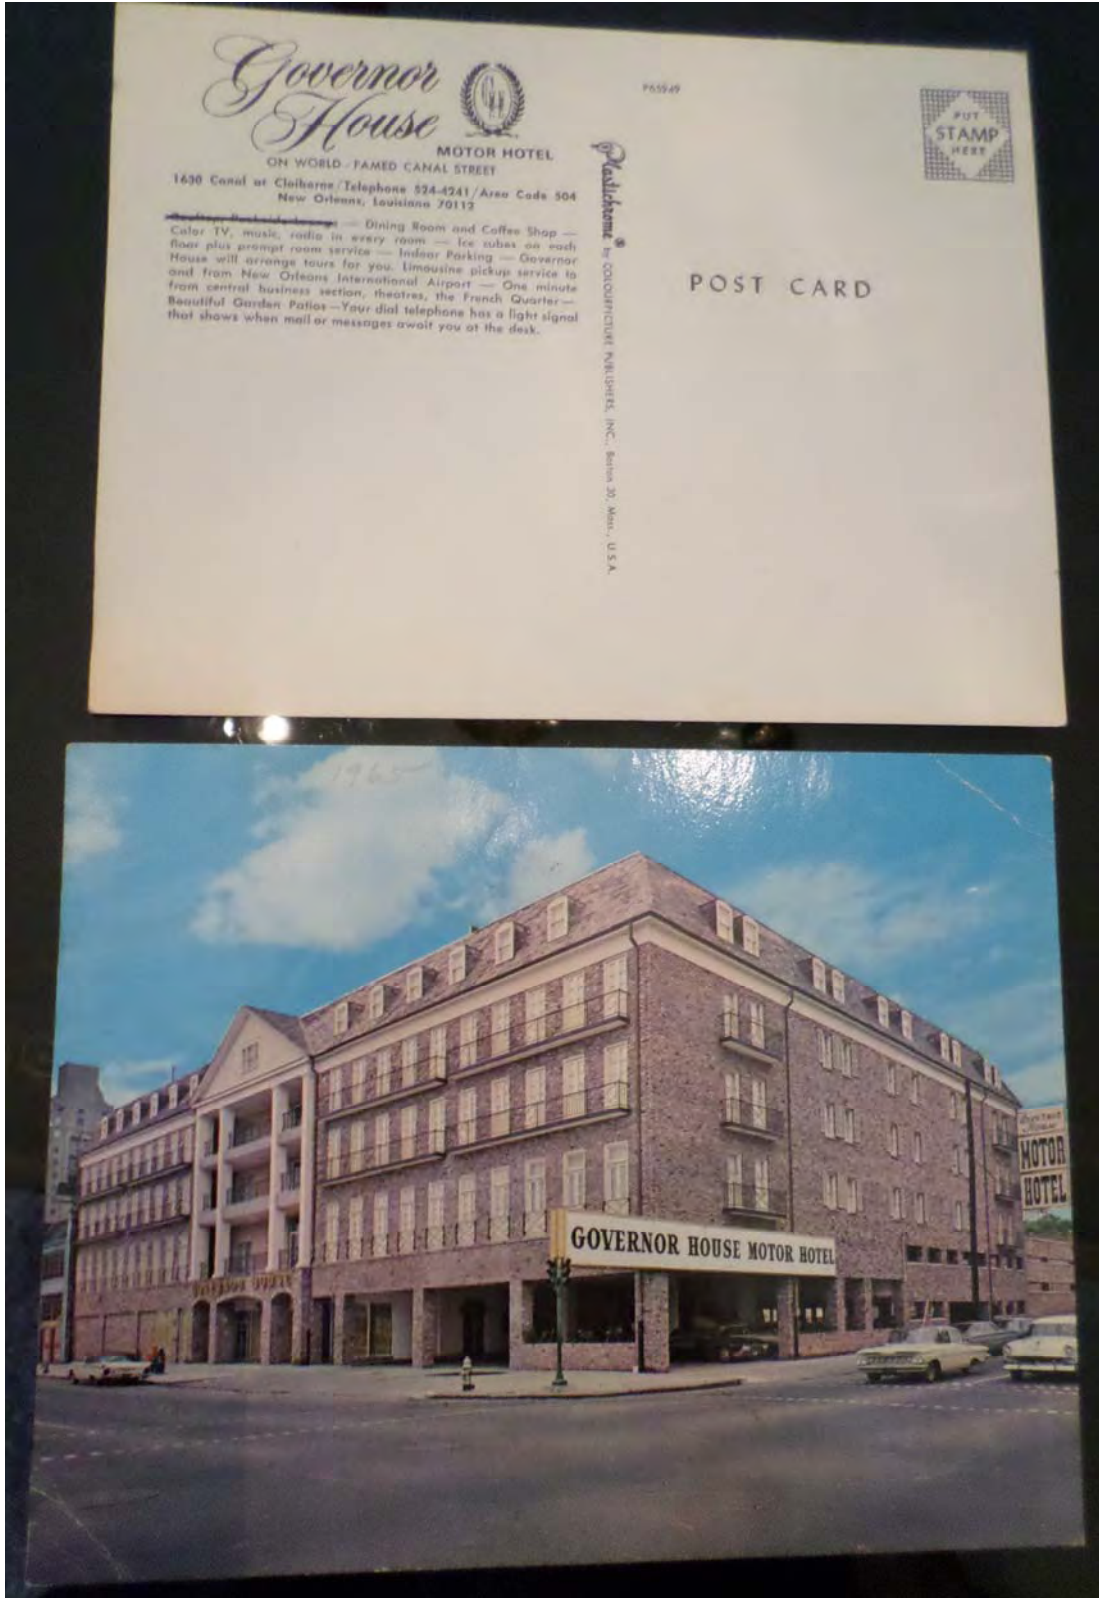 Governor
House
GH
MOTOR HOTEL
ON WORLD-FAMED CANAL STREET
1630 Canal at Claiborne/Telephone 524-4241/Area Code 504
New Orleans, Louisiana 70112
— Dining Room and Coffee Shop —
Color TV, music, radio in every room — Ice cubes on each
floor plus prompt room service — Indoor Parking — Governor
House will arrange tours for you. Limousine pickup service to
and from New Orleans International Airport — One minute
from central business section, theatres, the French Quarter —
Beautiful Garden Patios — Your dial telephone has a light signal
that shows when mail or messages await you at the desk.
Plastichrome® by COLOURPICTURE PUBLISHERS, INC., Boston 30, Mass., U.S.A.
P65949
PUT
STAMP
HERE
POST CARD
1965
GOVERNOR HOUSE
GOVERNOR HOUSE MOTOR HOTEL
Governor
House
MOTOR
HOTEL